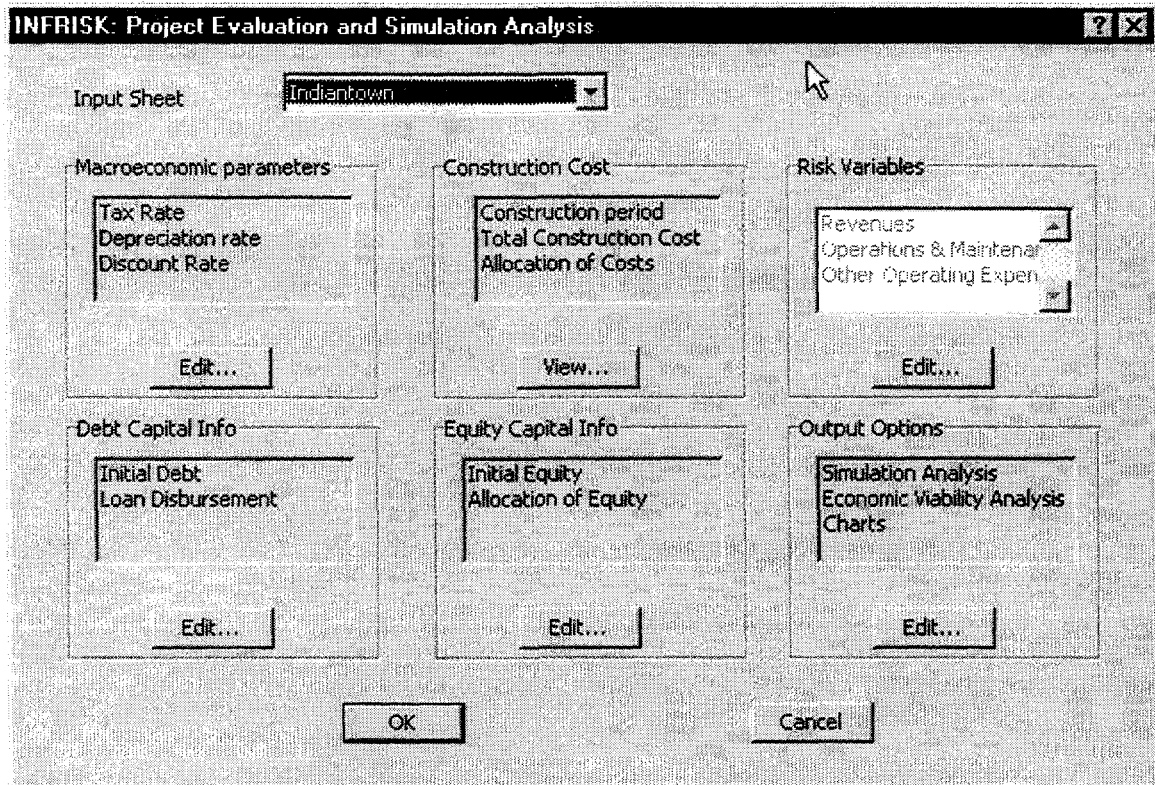 INFRISK: Project Evaluation and Simulation Analysis
Input Sheet
Indiantown
Macroeconomic parameters
Tax Rate
Depreciation rate
Discount Rate
Edit...
Construction Cost
Construction period
Total Construction Cost
Allocation of Costs
View...
Risk Variables
Revenues
Operations & Maintenar
Other Operating Expen
Edit...
Debt Capital Info
Initial Debt
Loan Disbursement
Edit...
Equity Capital Info
Initial Equity
Allocation of Equity
Edit...
Output Options
Simulation Analysis
Economic Viability Analysis
Charts
Edit...
OK
Cancel